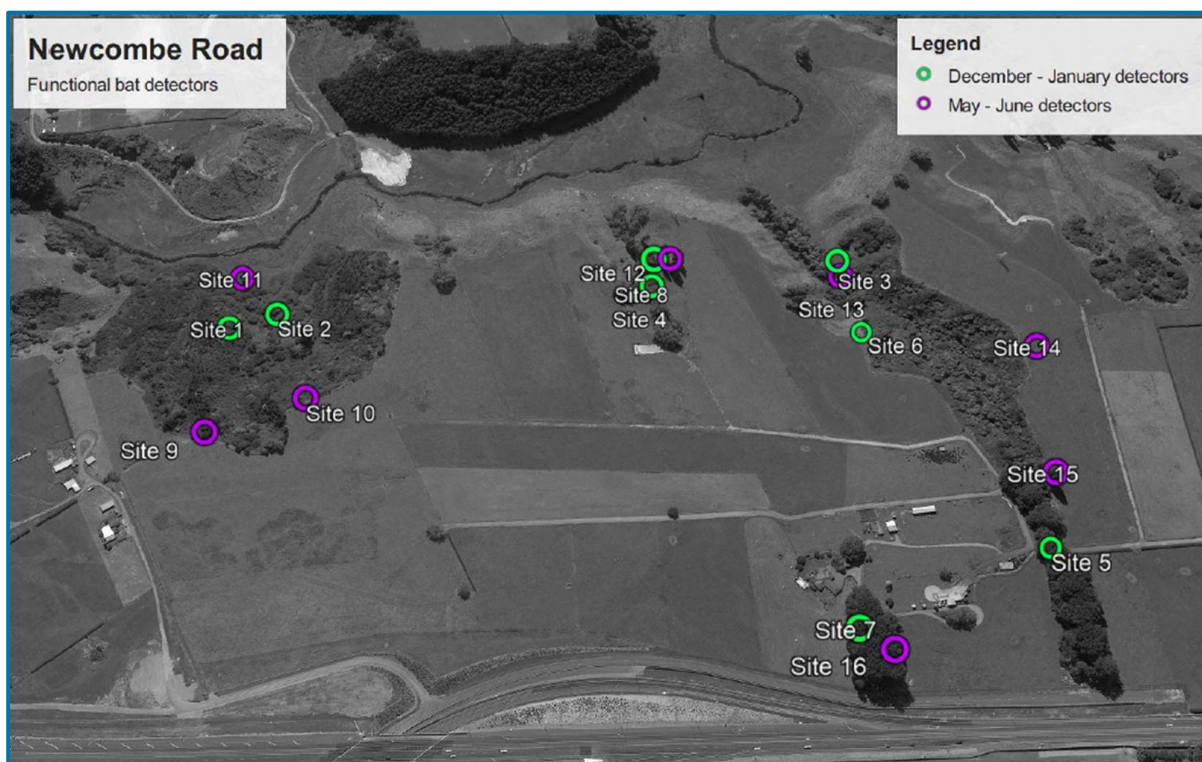 Newcombe Road
Functional bat detectors
Legend
December - January detectors
May - June detectors
Site 11
Site 1
Site 2
Site 10
Site 9
Site 12
Site 8
Site 4
Site 3
Site 13
Site 6
Site 14
Site 15
Site 5
Site 7
Site 16